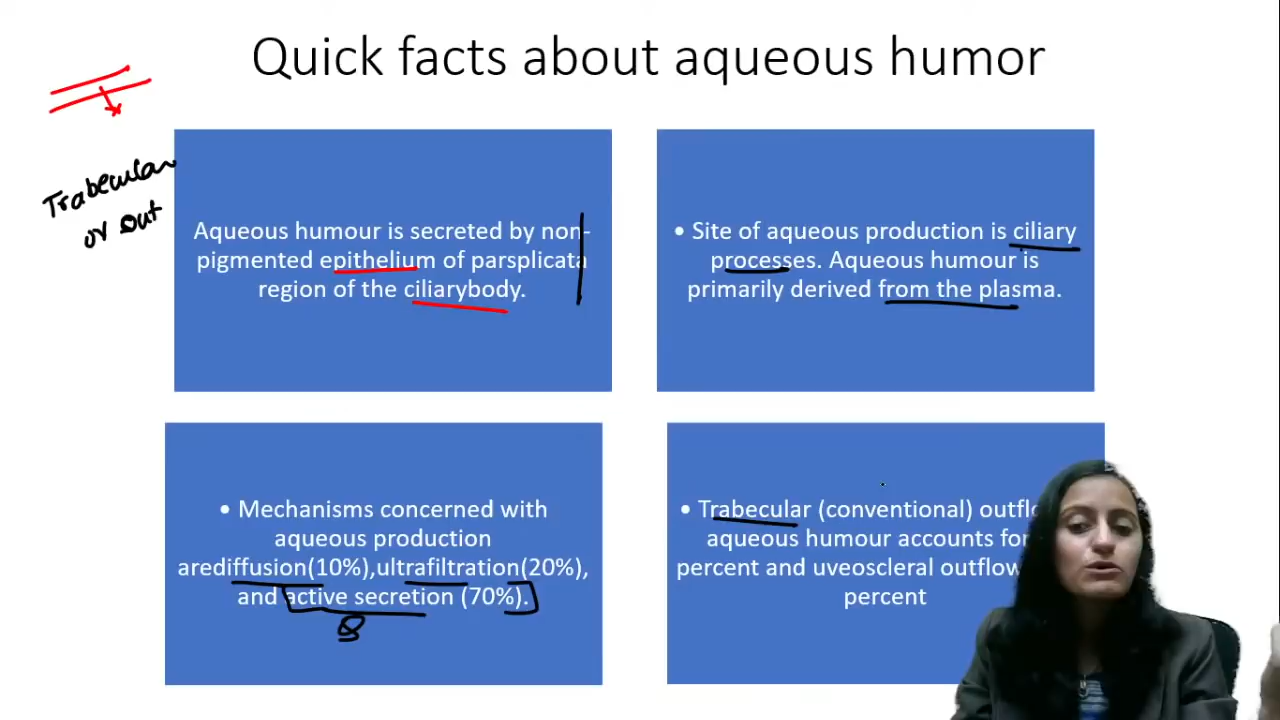 Quick facts about aqueous humor
Trabecular
or out
Aqueous humour is secreted by non-
pigmented epithelium of parsplicata
region of the ciliarybody.
• Site of aqueous production is ciliary
processes. Aqueous humour is
primarily derived from the plasma.
• Mechanisms concerned with
aqueous production
arediffusion(10%),ultrafiltration(20%),
and active secretion (70%).
• Trabecular (conventional)
aqueous humour accounts for
percent and uveoscleral outflow
percent